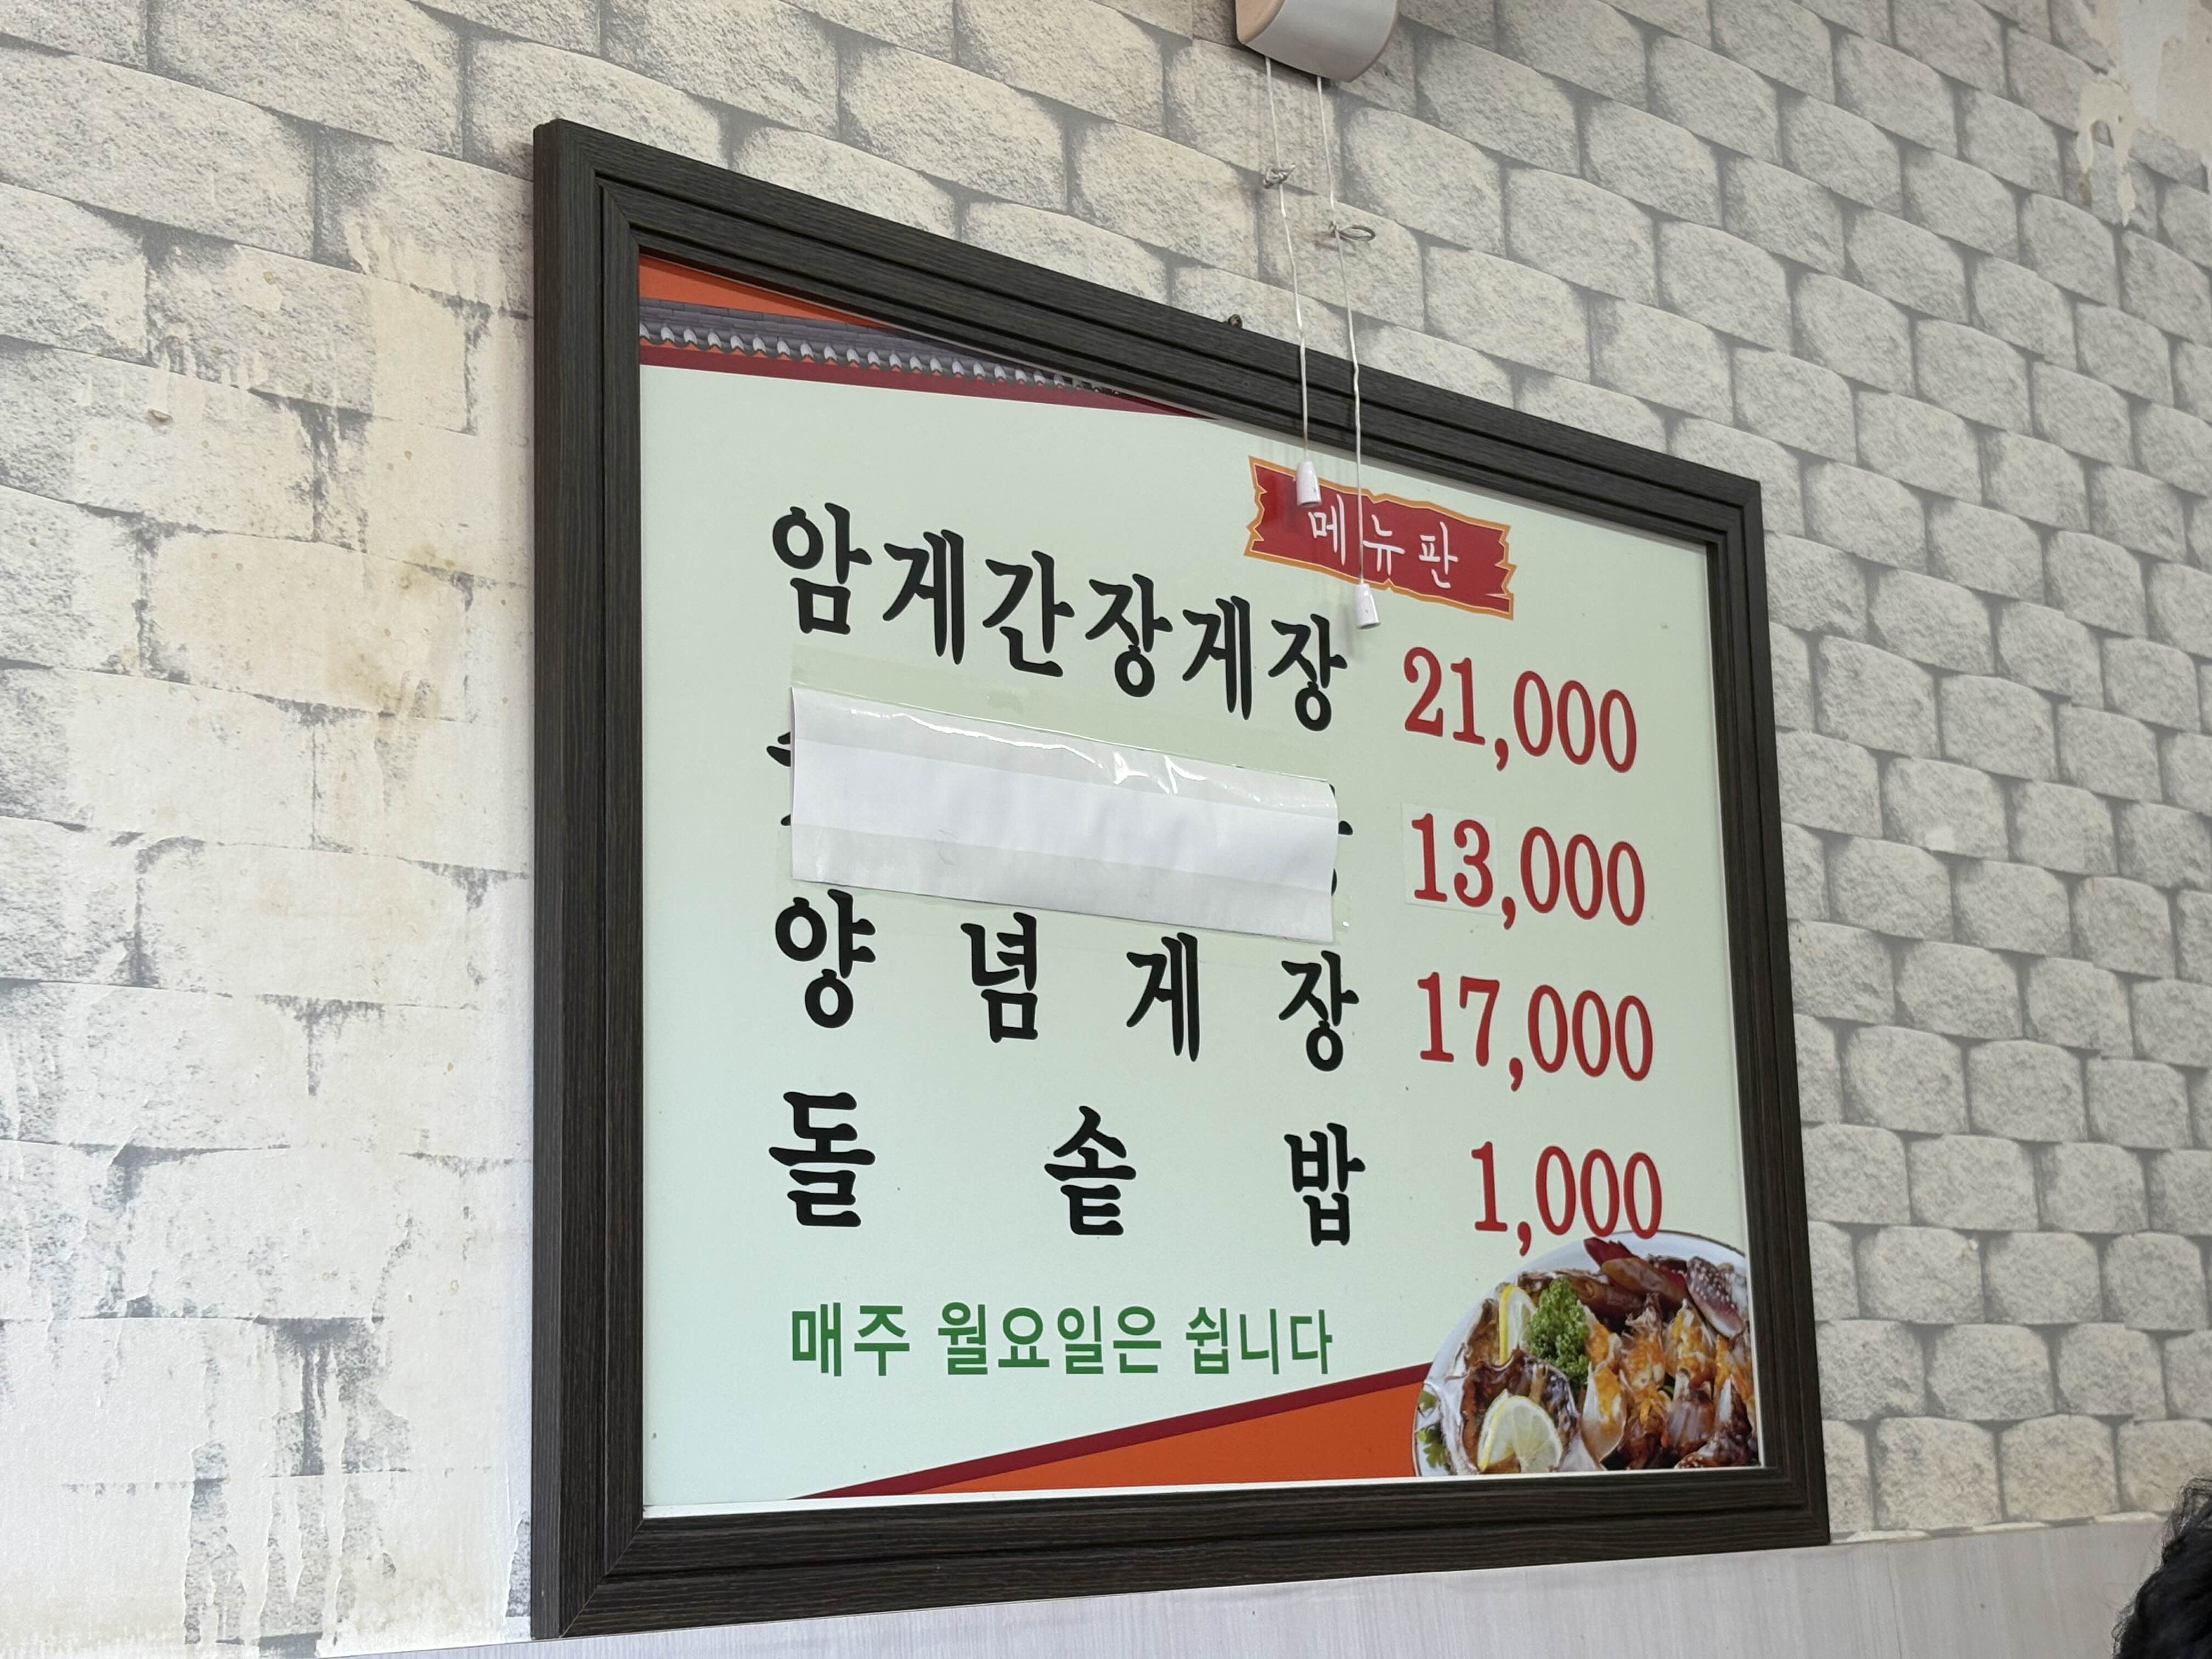 메뉴판
암게간장게장 21,000
13,000
양념게장 17,000
돌솥밥 1,000
매주 월요일은 쉽니다